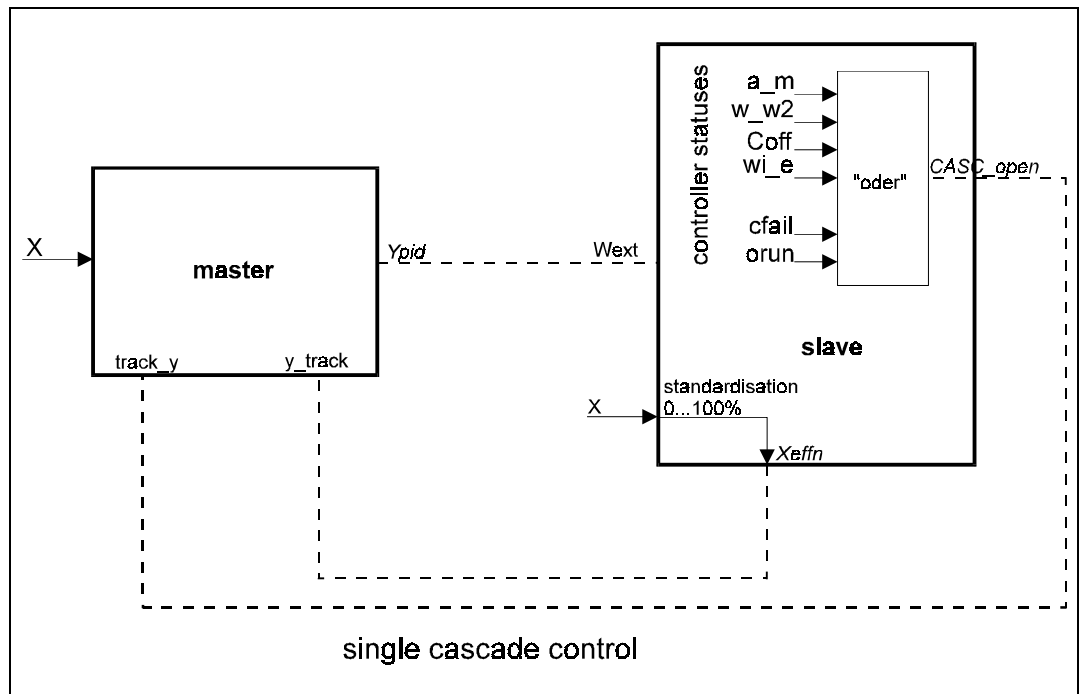 X
master
track_y
y_track
Ypid
Wext
controller statuses
a_m
w_w2
Coff
wi_e
cfail
orun
"oder"
CASC_open
slave
X
standardisation
0...100%
Xeffn
single cascade control